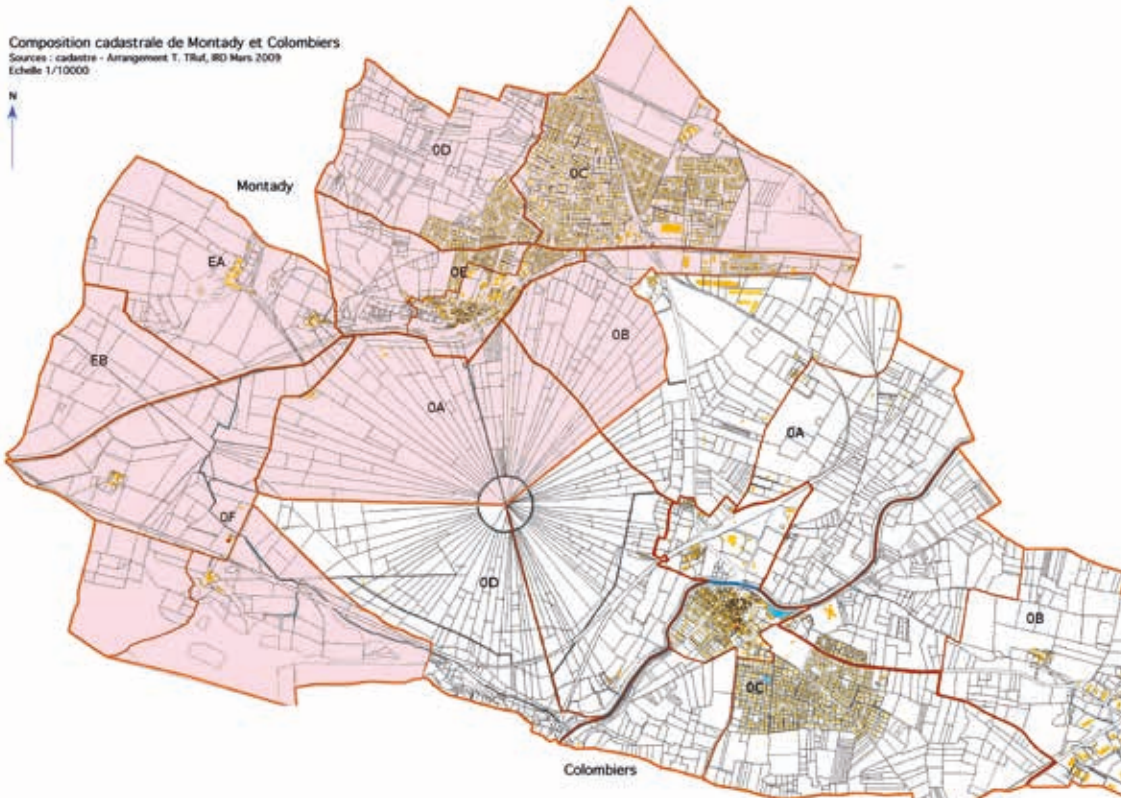 Composition cadastrale de Montady et Colombiers
Sources : cadastre - Arrangement T. TRuf, IRD Mars 2009
Echelle 1/10000
N
0D
0C
Montady
EA
0E
0B
EB
0A
0A
0F
0D
0B
0C
Colombiers